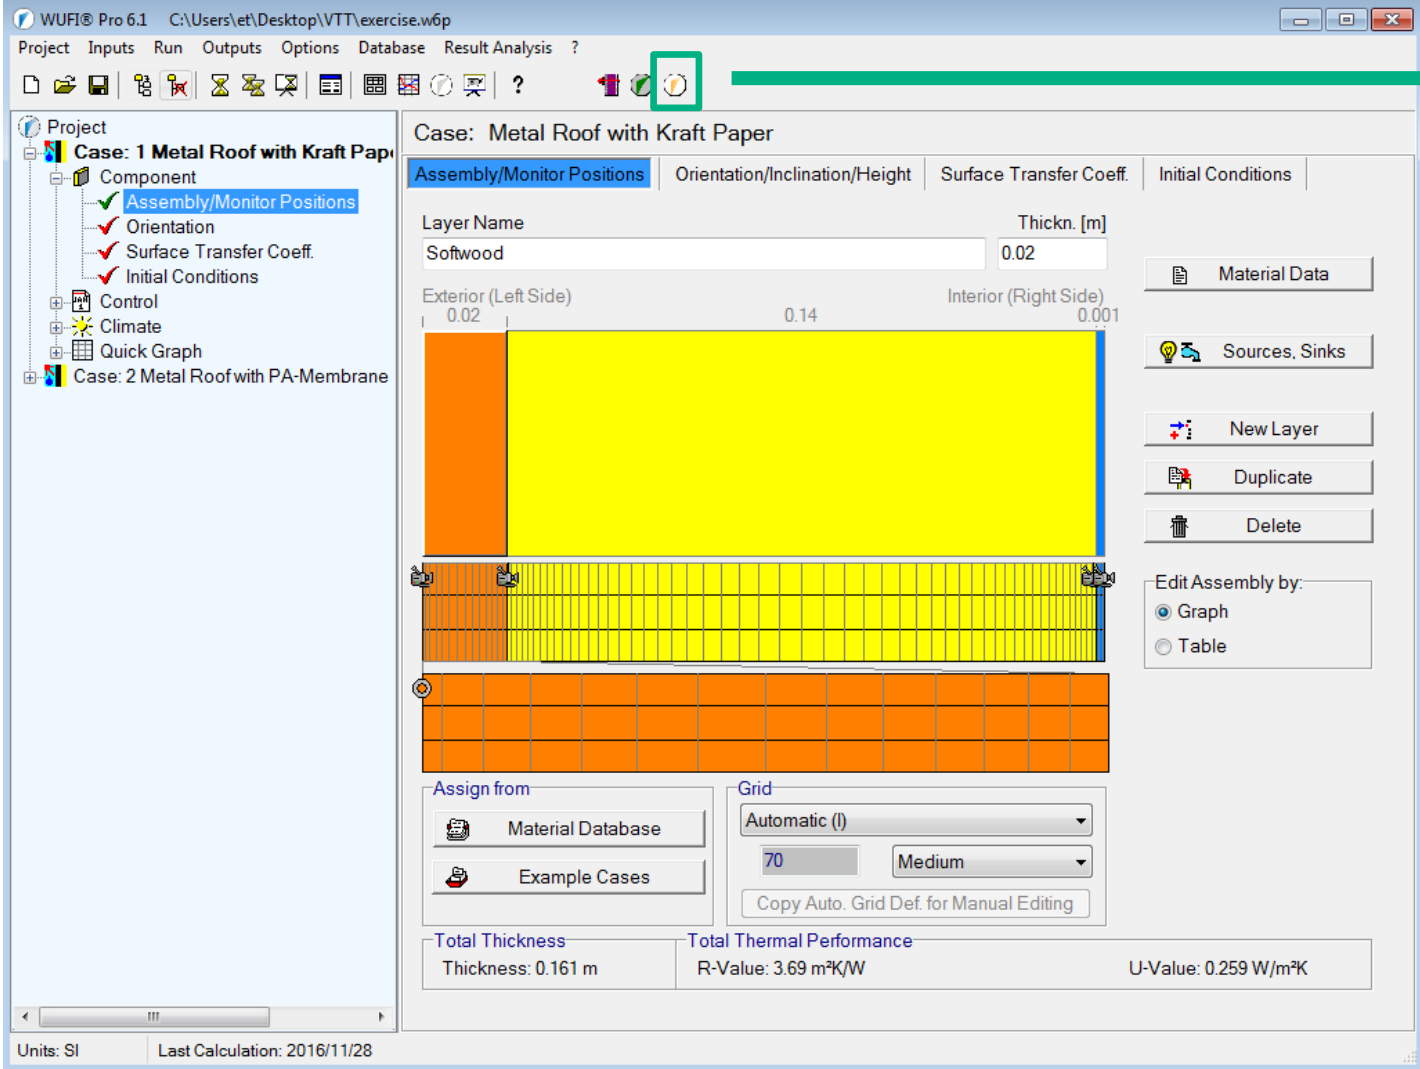 WUFI® Pro 6.1 C:\Users\et\Desktop\VTT\exercise.w6p
Project Inputs Run Outputs Options Database Result Analysis ?
?
Project
Case: 1 Metal Roof with Kraft Pape
Component
Assembly/Monitor Positions
Orientation
Surface Transfer Coeff.
Initial Conditions
Control
Climate
Quick Graph
Case: 2 Metal Roof with PA-Membrane
Case: Metal Roof with Kraft Paper
Assembly/Monitor Positions Orientation/Inclination/Height Surface Transfer Coeff. Initial Conditions
Layer Name Thickn. [m]
Softwood 0.02
Exterior (Left Side) Interior (Right Side)
0.02 0.14 0.001
Material Data
Sources, Sinks
New Layer
Duplicate
Delete
Edit Assembly by:
Graph
Table
Assign from
Material Database
Example Cases
Grid
Automatic (I)
70 Medium
Copy Auto. Grid Def. for Manual Editing
Total Thickness
Thickness: 0.161 m
Total Thermal Performance
R-Value: 3.69 m²K/W U-Value: 0.259 W/m²K
Units: SI Last Calculation: 2016/11/28